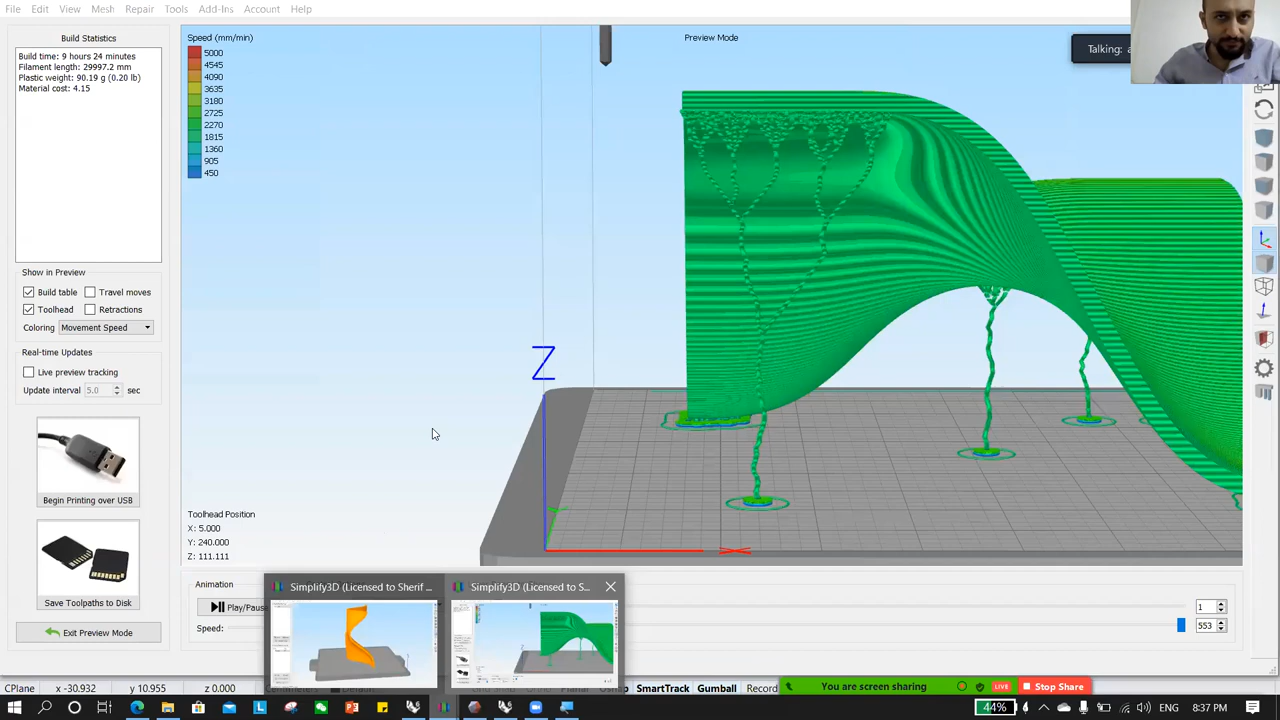 File Edit View Mesh Repair Tools Add-Ins Account Help
Build Statistics
Build time: 9 hours 24 minutes
Filament length: 29997.2 mm
Plastic weight: 90.19 g (0.20 lb)
Material cost: 4.15
Show in Preview
Build table Travel moves
Toolhead Retractions
Coloring Movement Speed
Real-time Updates
Live preview tracking
Update interval 5.0 sec
Begin Printing over USB
Save Toolpaths to Disk
Exit Preview Mode
Speed (mm/min)
5000
4545
4090
3635
3180
2725
2270
1815
1360
905
450
Preview Mode
Talking:
Z
Toolhead Position
X: 5.000
Y: 240.000
Z: 111.111
Animation
Play/Paus
Speed:
1
553
Simplify3D (Licensed to Sherif ...
Simplify3D (Licensed to S...
CPlane x -30.932 y 10.955 z 0.000
SmartTrack Gumball Record
You are screen sharing LIVE Stop Share
44% ENG 8:37 PM